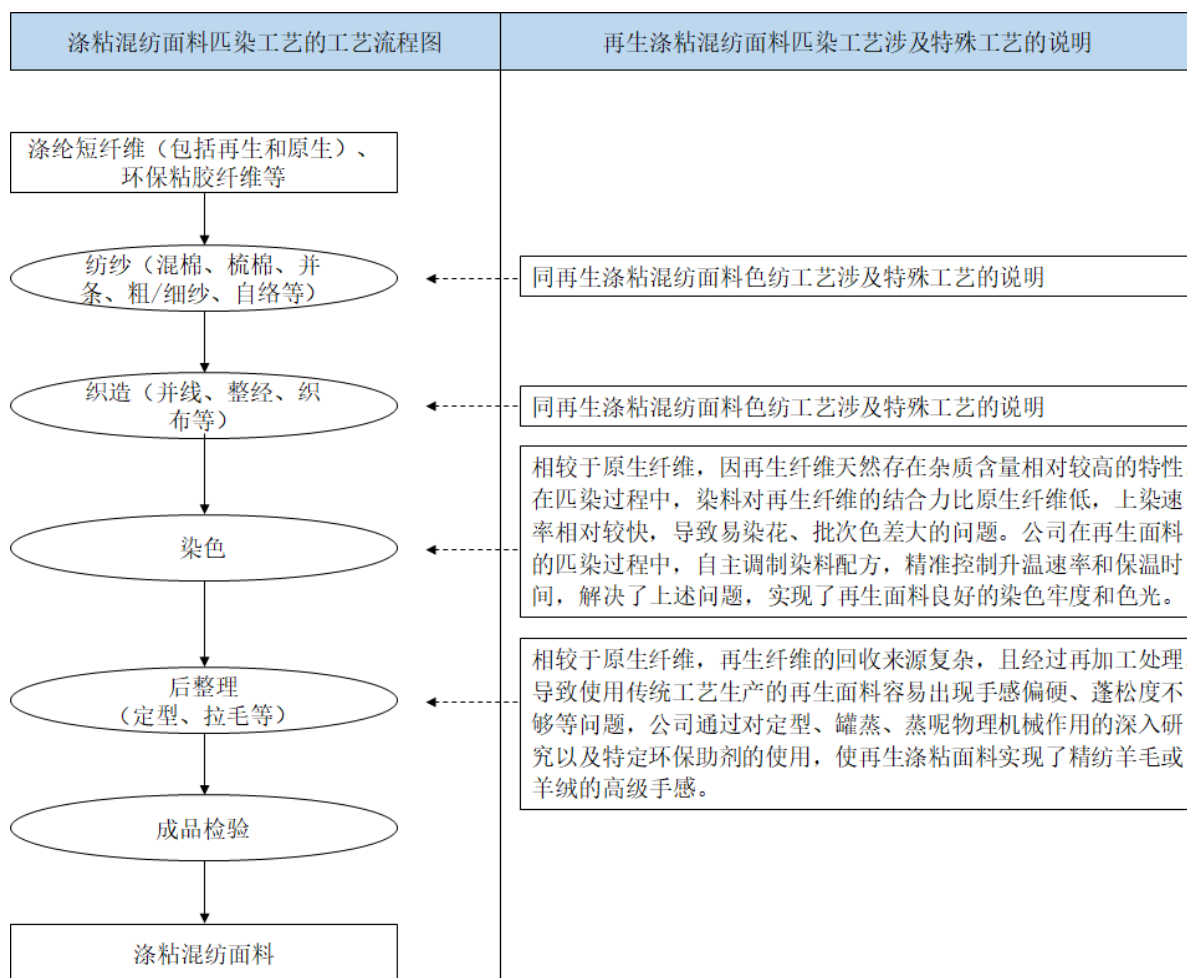 涤粘混纺面料匹染工艺的工艺流程图
再生涤粘混纺面料匹染工艺涉及特殊工艺的说明
涤纶短纤维（包括再生和原生）、
环保粘胶纤维等
纺纱（混棉、梳棉、并
条、粗/细纱、自络等）
同再生涤粘混纺面料色纺工艺涉及特殊工艺的说明
织造（并线、整经、织
布等）
同再生涤粘混纺面料色纺工艺涉及特殊工艺的说明
染色
相较于原生纤维，因再生纤维天然存在杂质含量相对较高的特性
在匹染过程中，染料对再生纤维的结合力比原生纤维低，上染速
率相对较快，导致易染花、批次色差大的问题。公司在再生面料
的匹染过程中，自主调制染料配方，精准控制升温速率和保温时
间，解决了上述问题，实现了再生面料良好的染色牢度和色光。
后整理
（定型、拉毛等）
相较于原生纤维，再生纤维的回收来源复杂，且经过再加工处理，
导致使用传统工艺生产的再生面料容易出现手感偏硬、蓬松度不
够等问题，公司通过对定型、罐蒸、蒸呢物理机械作用的深入研
究以及特定环保助剂的使用，使再生涤粘面料实现了精纺羊毛或
羊绒的高级手感。
成品检验
涤粘混纺面料